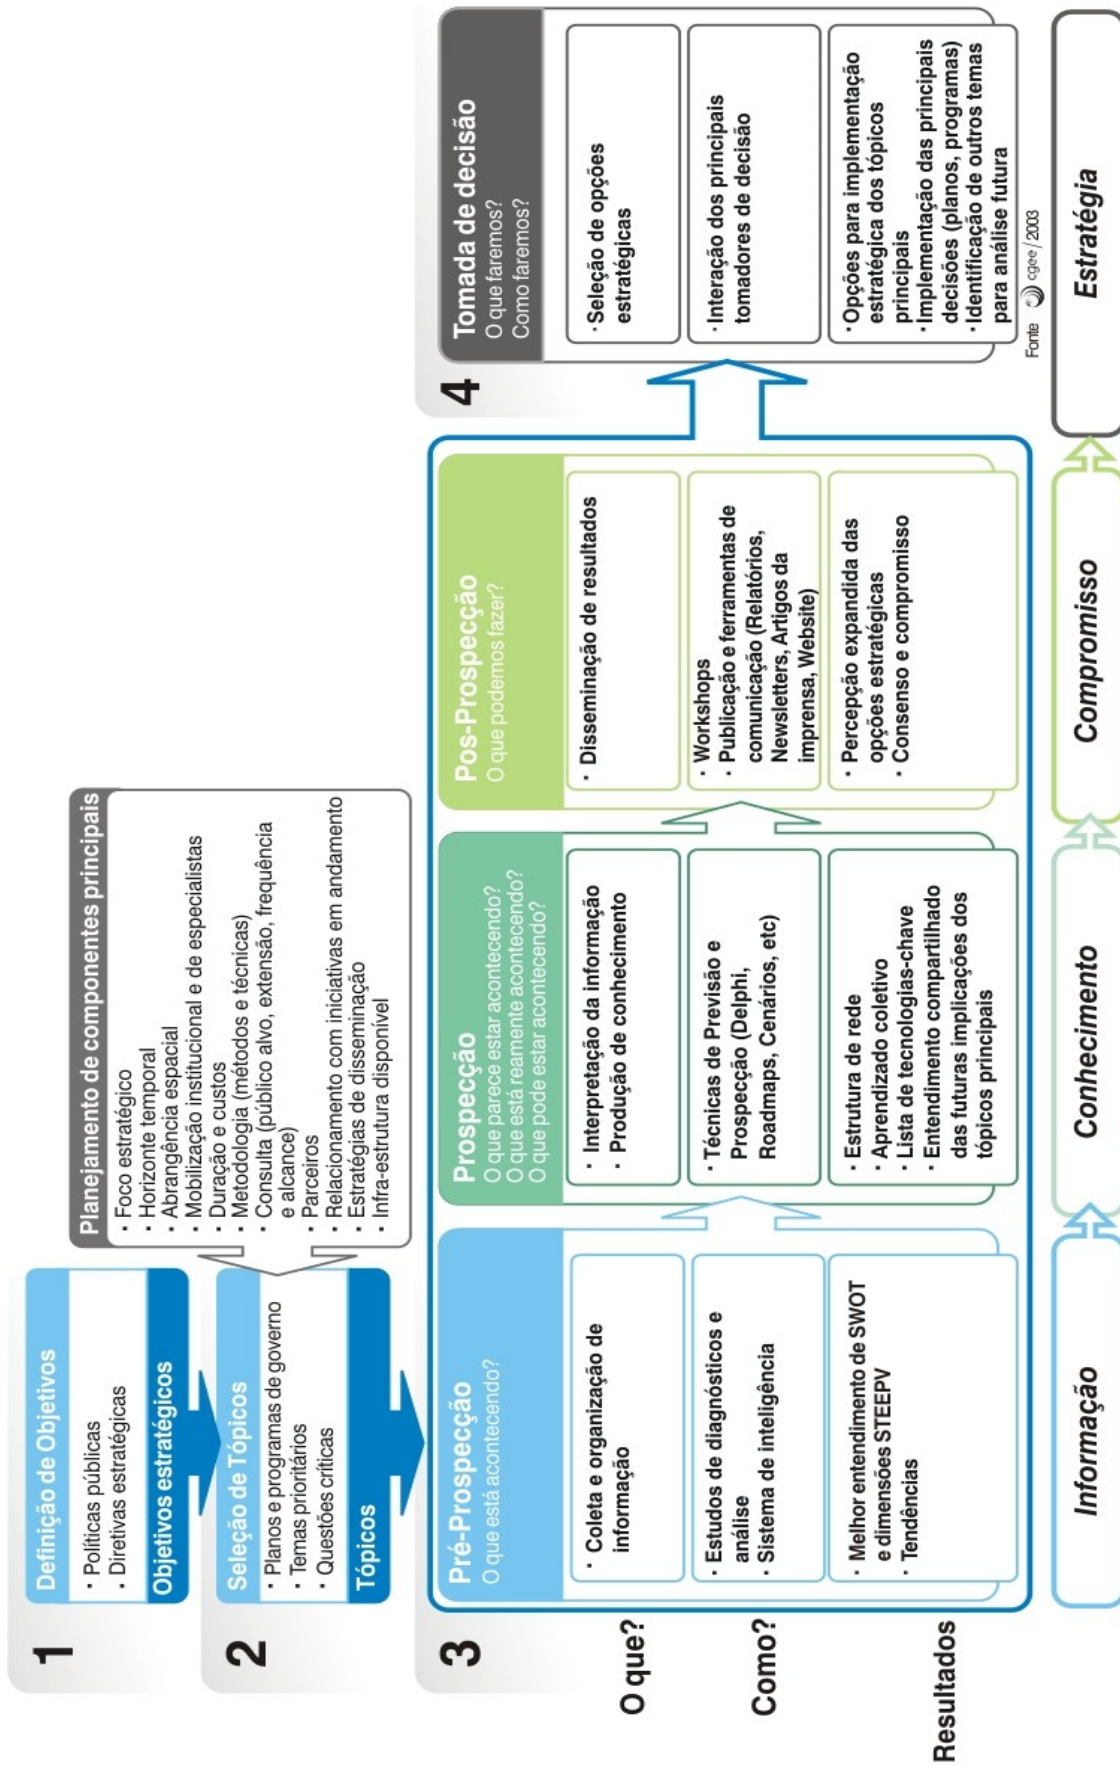 1
Definição de Objetivos
· Políticas públicas
· Diretivas estratégicas
Objetivos estratégicos
2
Seleção de Tópicos
· Planos e programas de governo
· Temas prioritários
· Questões críticas
Tópicos
Planejamento de componentes principais
· Foco estratégico
· Horizonte temporal
· Abrangência espacial
· Mobilização institucional e de especialistas
· Duração e custos
· Metodologia (métodos e técnicas)
· Consulta (público alvo, extensão, frequência
e alcance)
· Parceiros
· Relacionamento com iniciativas em andamento
· Estratégias de disseminação
· Infra-estrutura disponível
3
O que?
Como?
Resultados
Pré-Prospecção
O que está acontecendo?
· Coleta e organização de
informação
· Estudos de diagnósticos e
análise
· Sistema de inteligência
· Melhor entendimento de SWOT
e dimensões STEEPV
· Tendências
Prospecção
O que parece estar acontecendo?
O que está reamente acontecendo?
O que pode estar acontecendo?
· Interpretação da informação
· Produção de conhecimento
· Técnicas de Previsão e
Prospecção (Delphi,
Roadmaps, Cenários, etc)
· Estrutura de rede
· Aprendizado coletivo
· Lista de tecnologias-chave
· Entendimento compartilhado
das futuras implicações dos
tópicos principais
Pos-Prospecção
O que podemos fazer?
· Disseminação de resultados
· Workshops
· Publicação e ferramentas de
comunicação (Relatórios,
Newsletters, Artigos da
imprensa, Website)
· Percepção expandida das
opções estratégicas
· Consenso e compromisso
4
Tomada de decisão
O que faremos?
Como faremos?
· Seleção de opções
estratégicas
· Interação dos principais
tomadores de decisão
· Opções para implementação
estratégica dos tópicos
principais
· Implementação das principais
decisões (planos, programas)
· Identificação de outros temas
para análise futura
Fonte cgee / 2003
Informação
Conhecimento
Compromisso
Estratégia